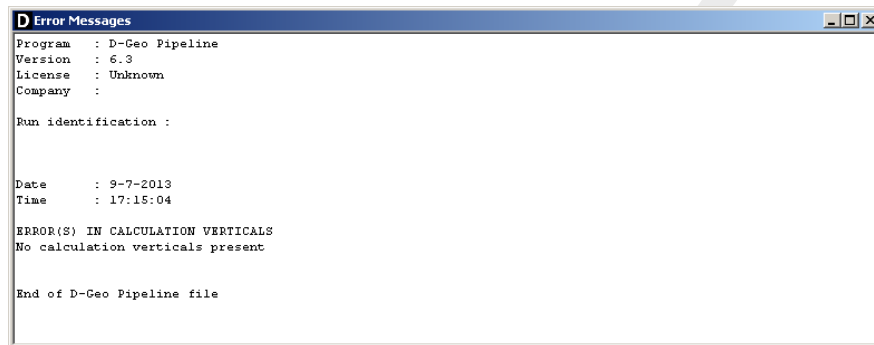 D Error Messages
Program : D-Geo Pipeline
Version : 6.3
License : Unknown
Company :
Run identification :
Date : 9-7-2013
Time : 17:15:04
ERROR(S) IN CALCULATION VERTICALS
No calculation verticals present
End of D-Geo Pipeline file